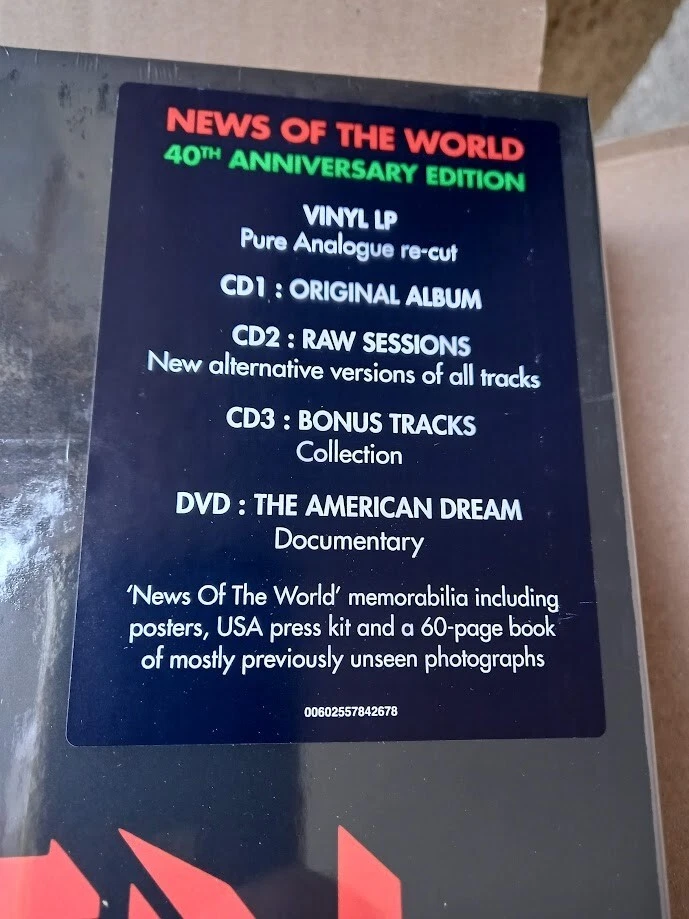 NEWS OF THE WORLD
40TH ANNIVERSARY EDITION
VINYL LP
Pure Analogue re-cut
CD1 : ORIGINAL ALBUM
CD2 : RAW SESSIONS
New alternative versions of all tracks
CD3 : BONUS TRACKS
Collection
DVD : THE AMERICAN DREAM
Documentary
'News Of The World' memorabilia including
posters, USA press kit and a 60-page book
of mostly previously unseen photographs
00602557842678